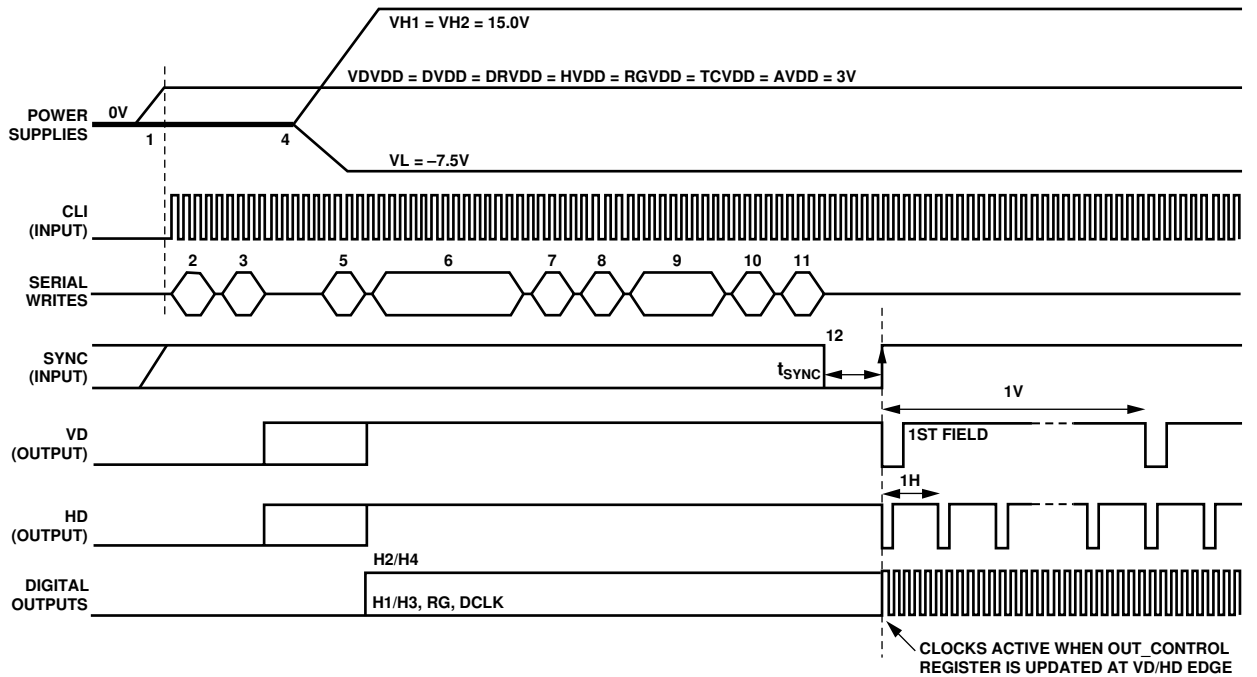 VH1 = VH2 = 15.0V
VDVDD = DVDD = DRVDD = HVDD = RGVDD = TCVDD = AVDD = 3V
0V
POWER
SUPPLIES
1
4
VL = –7.5V
CLI
(INPUT)
SERIAL
WRITES
2
3
5
6
7
8
9
10
11
SYNC
(INPUT)
12
tSYNC
1V
VD
(OUTPUT)
1ST FIELD
1H
HD
(OUTPUT)
H2/H4
DIGITAL
OUTPUTS
H1/H3, RG, DCLK
CLOCKS ACTIVE WHEN OUT_CONTROL
REGISTER IS UPDATED AT VD/HD EDGE